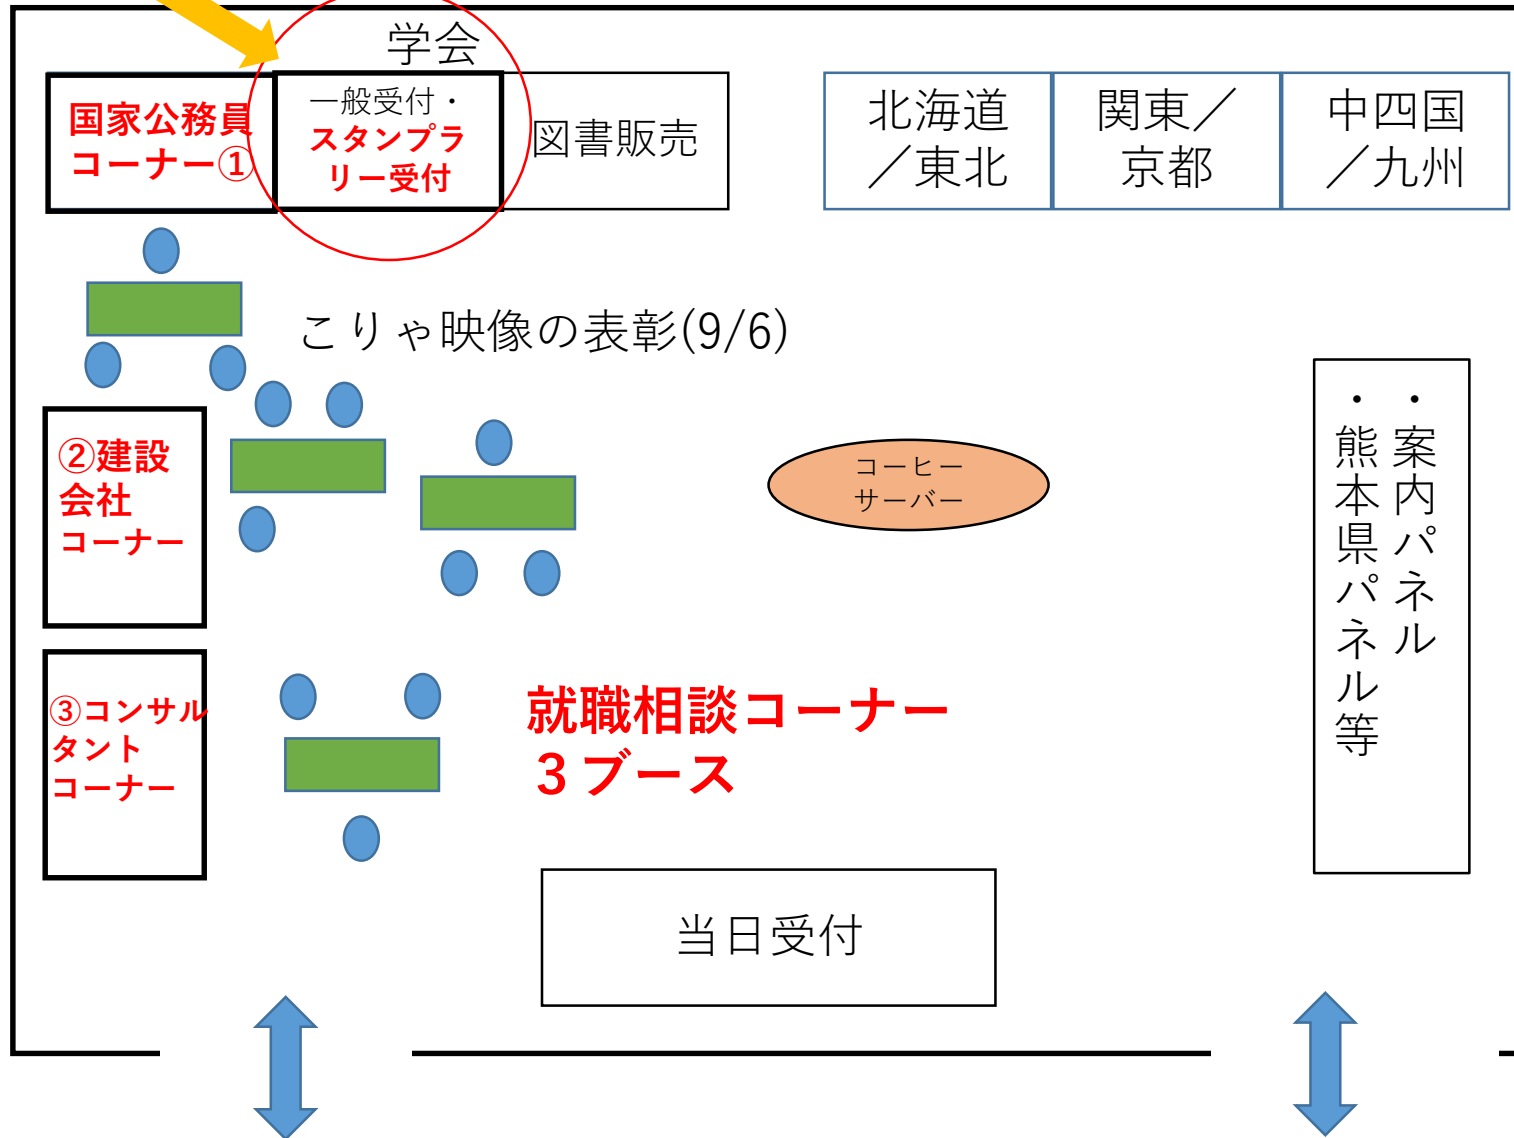 学会
国家公務員
コーナー①
一般受付・
スタンプラ
リー受付
図書販売
北海道
／東北
関東／
京都
中四国
／九州
こりゃ映像の表彰(9/6)
②建設
会社
コーナー
コーヒー
サーバー
・案内パネル
・熊本県パネル等
③コンサル
タント
コーナー
就職相談コーナー
３ブース
当日受付